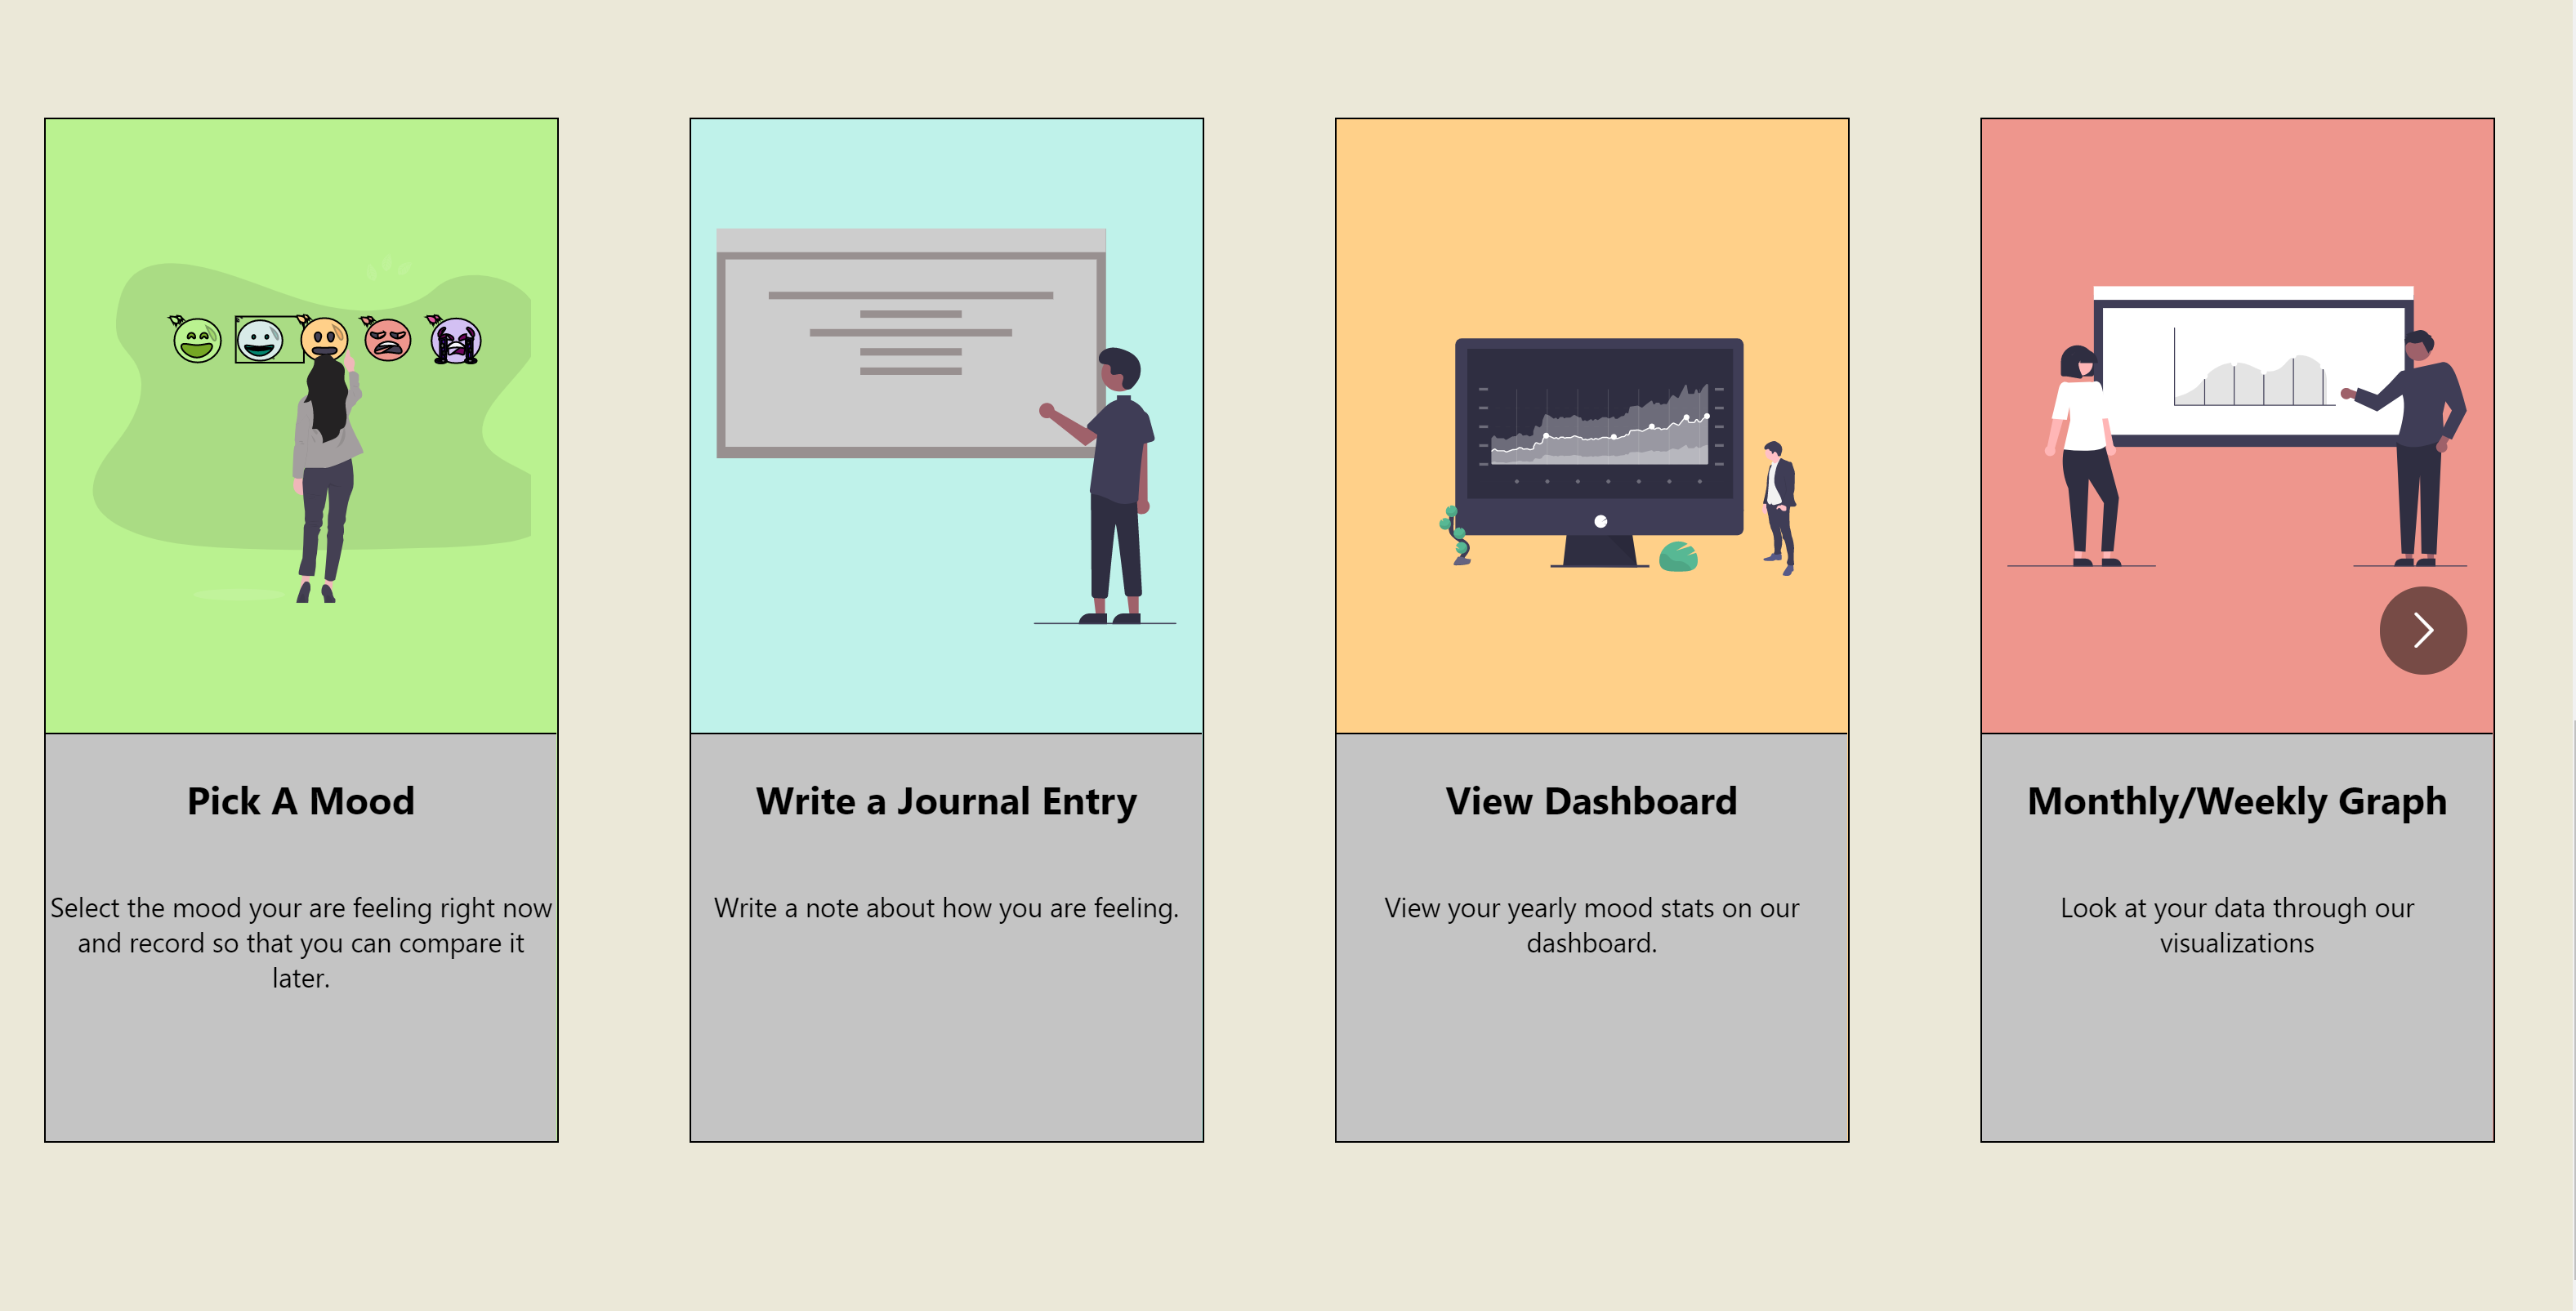 Pick A Mood
Select the mood your are feeling right now
and record so that you can compare it
later.
Write a Journal Entry
Write a note about how you are feeling.
View Dashboard
View your yearly mood stats on our
dashboard.
Monthly/Weekly Graph
Look at your data through our
visualizations